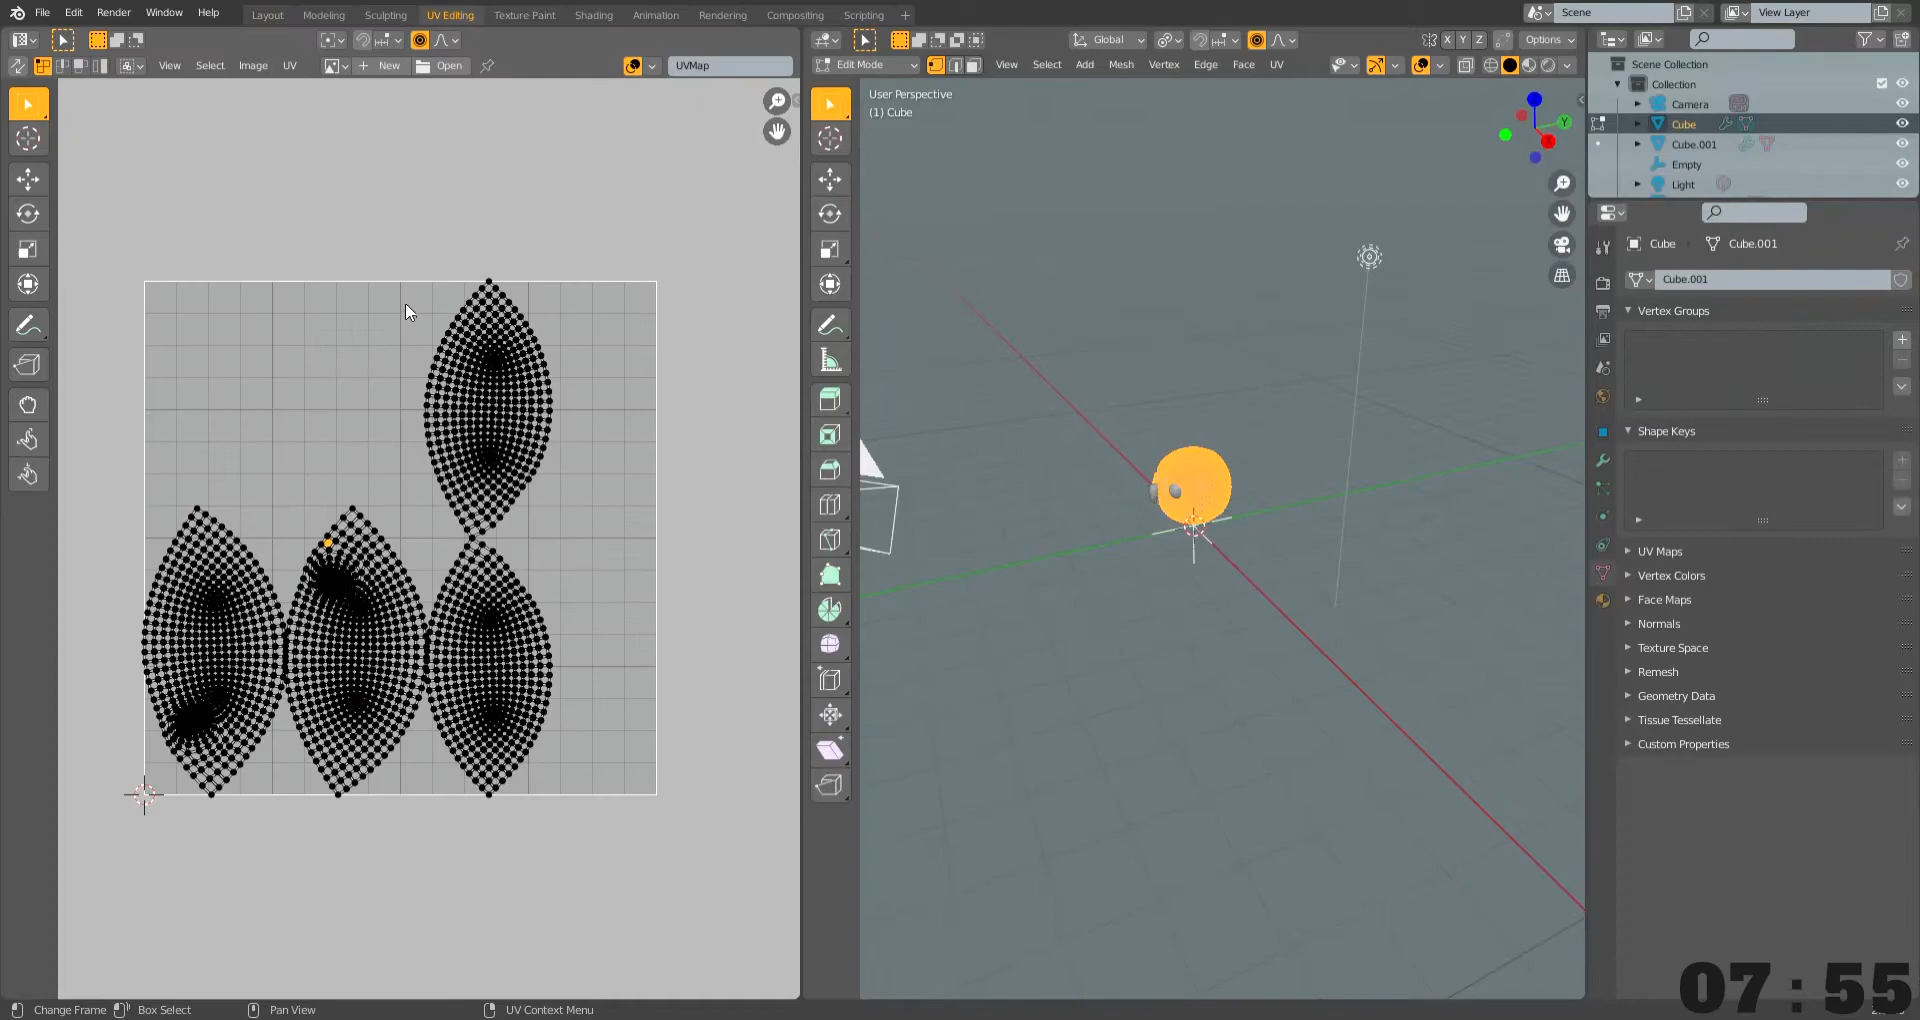 File Edit Render Window Help Layout Modeling Sculpting UV Editing Texture Paint Shading Animation Rendering Compositing Scripting + Scene View Layer
Global X Y Z Options
View Select Image UV New Open UVMap Edit Mode View Select Add Mesh Vertex Edge Face UV
Scene Collection
Collection
Camera
Cube
Cube.001
Empty
Light
User Perspective
(1) Cube
Y
X
Cube Cube.001
Cube.001
Vertex Groups
Shape Keys
UV Maps
Vertex Colors
Face Maps
Normals
Texture Space
Remesh
Geometry Data
Tissue Tessellate
Custom Properties
07:55
Change Frame Box Select Pan View UV Context Menu